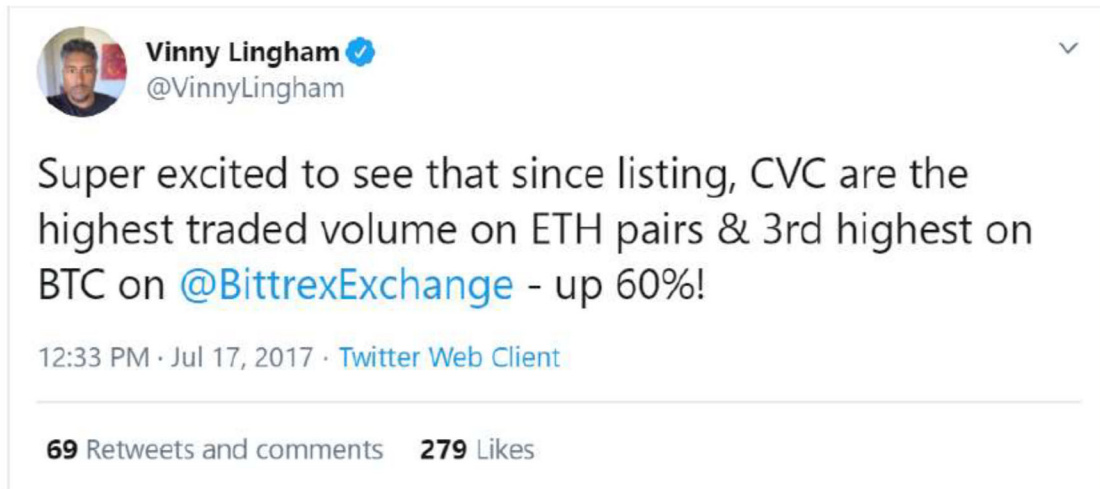 Vinny Lingham
@VinnyLingham
Super excited to see that since listing, CVC are the
highest traded volume on ETH pairs & 3rd highest on
BTC on @BittrexExchange - up 60%!
12:33 PM · Jul 17, 2017 · Twitter Web Client
69 Retweets and comments 279 Likes